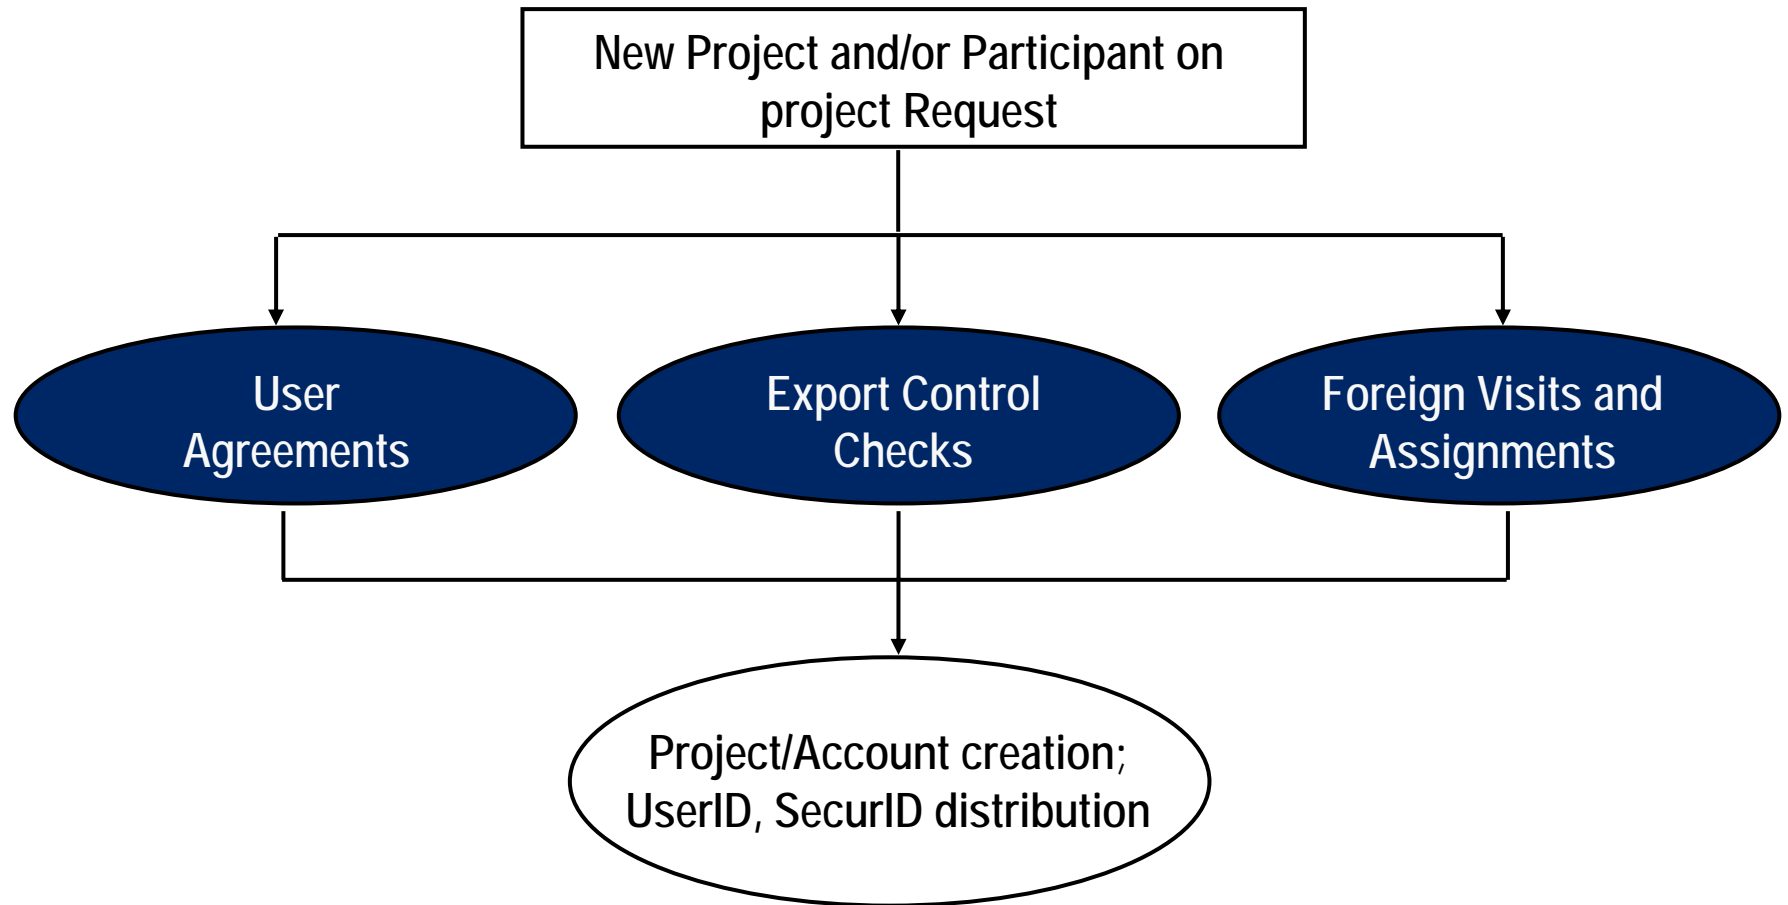 New Project and/or Participant on
project Request
User
Agreements
Export Control
Checks
Foreign Visits and
Assignments
Project/Account creation;
UserID, SecurID distribution